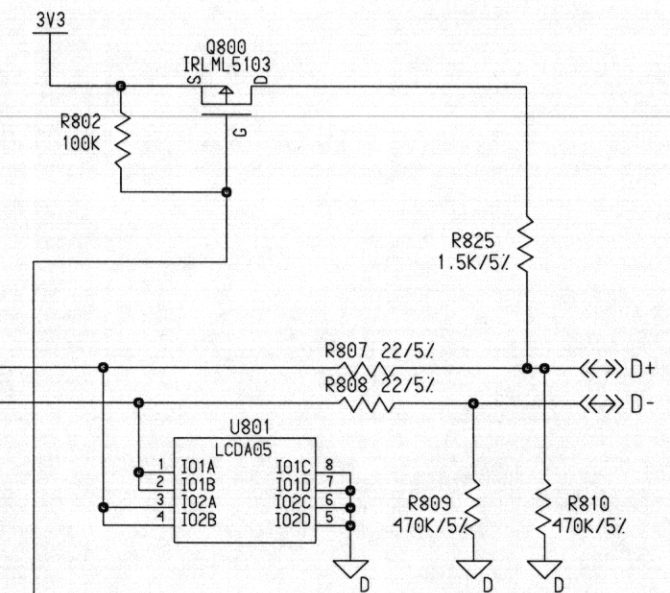 3V3
Q800
IRLML5103
S
D
G
R802
100K
R825
1.5K/5%
R807 22/5%
D+
R808 22/5%
D-
U801
LCDA05
1 IO1A IO1C 8
2 IO1B IO1D 7
3 IO2A IO2C 6
4 IO2B IO2D 5
R809
470K/5%
R810
470K/5%
D
D
D